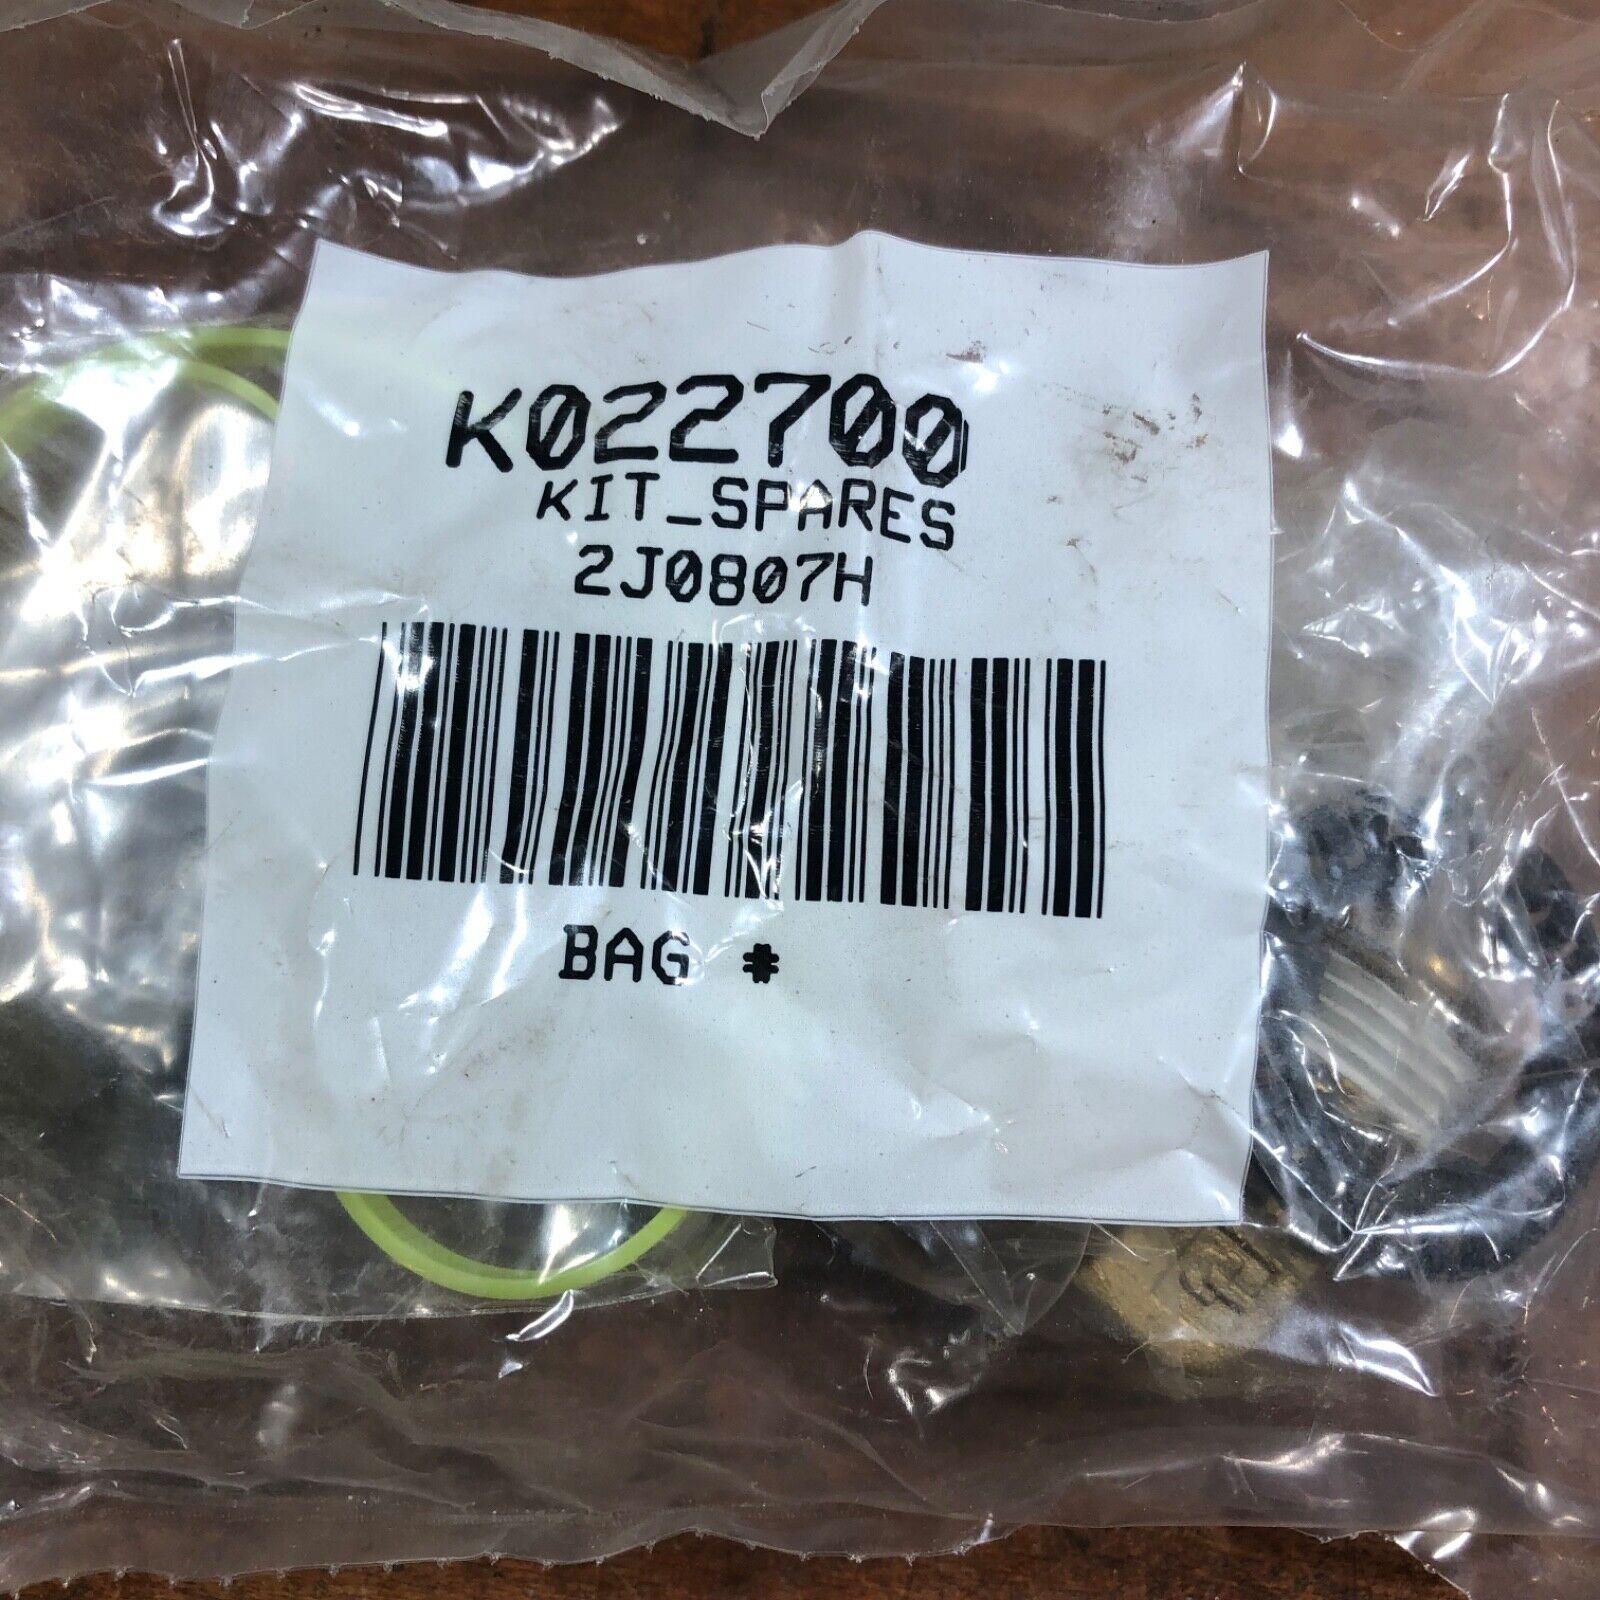 K022700
KIT_SPARES
2J0807H
BAG *